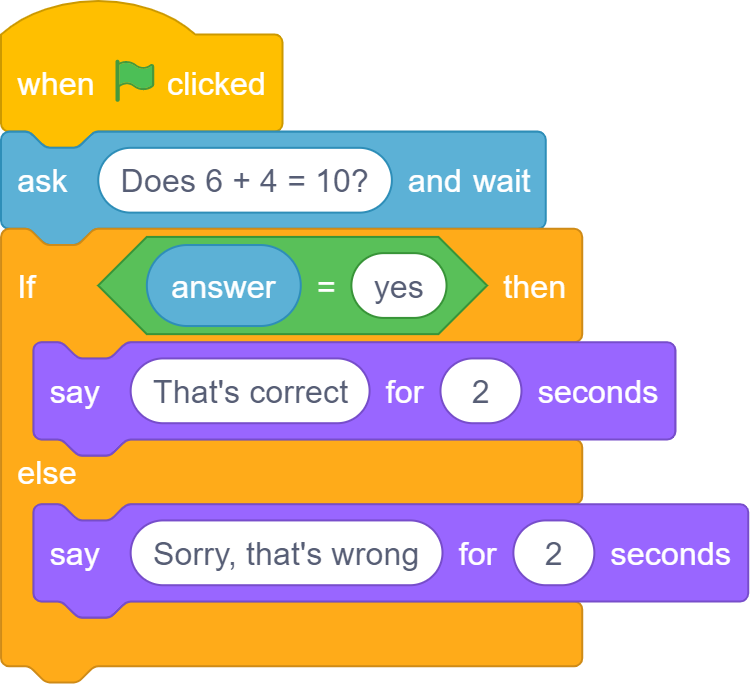 when clicked
ask Does 6 + 4 = 10? and wait
If answer = yes then
say That's correct for 2 seconds
else
say Sorry, that's wrong for 2 seconds